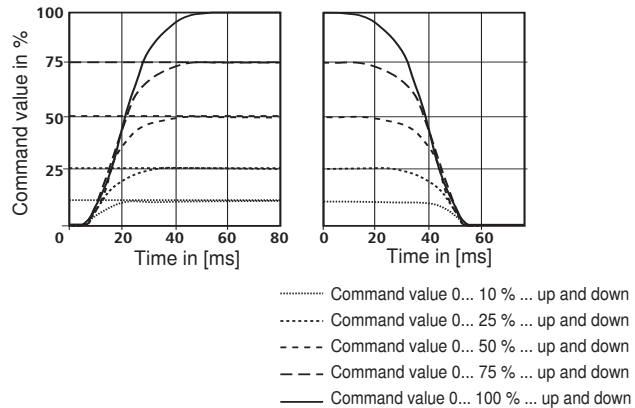 Command value in %
100
75
50
25
0 20 40 60 80
Time in [ms]
0 20 40 60
Time in [ms]
Command value 0... 10 % ... up and down
Command value 0... 25 % ... up and down
Command value 0... 50 % ... up and down
Command value 0... 75 % ... up and down
Command value 0... 100 % ... up and down